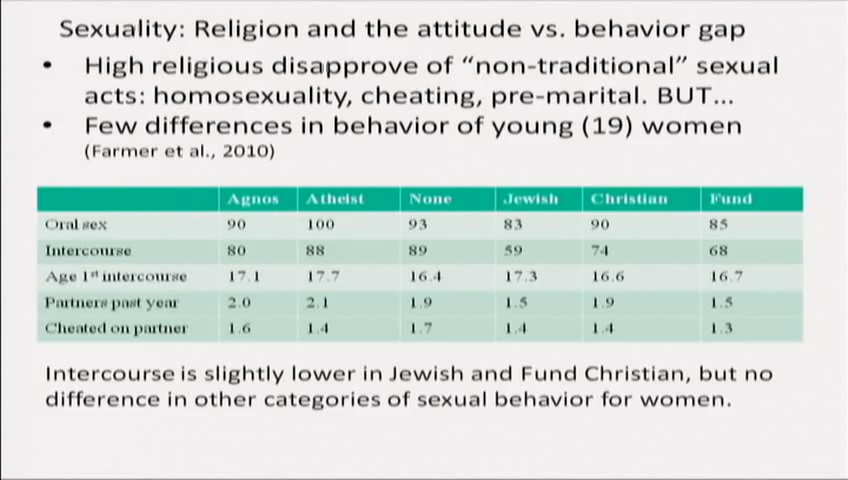 Sexuality: Religion and the attitude vs. behavior gap
• High religious disapprove of “non-traditional” sexual
acts: homosexuality, cheating, pre-marital. BUT...
• Few differences in behavior of young (19) women
(Farmer et al., 2010)
Agnos Atheist None Jewish Christian Fund
Oral sex 90 100 93 83 90 85
Intercourse 80 88 89 59 74 68
Age 1st intercourse 17.1 17.7 16.4 17.3 16.6 16.7
Partners past year 2.0 2.1 1.9 1.5 1.9 1.5
Cheated on partner 1.6 1.4 1.7 1.4 1.4 1.3
Intercourse is slightly lower in Jewish and Fund Christian, but no
difference in other categories of sexual behavior for women.